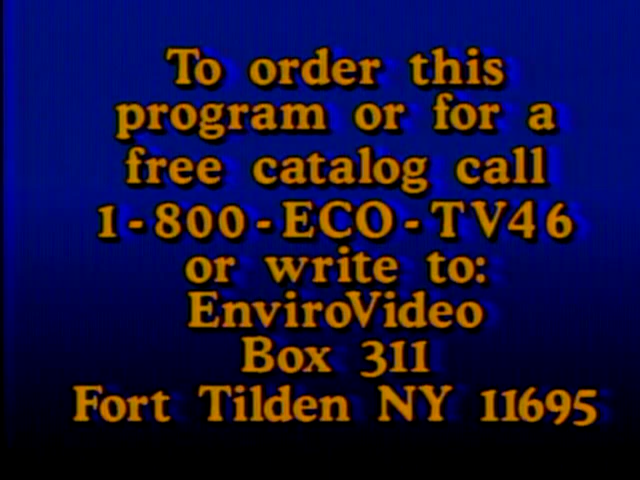 To order this
program or for a
free catalog call
1-800-ECO-TV46
or write to:
EnviroVideo
Box 311
Fort Tilden NY 11695